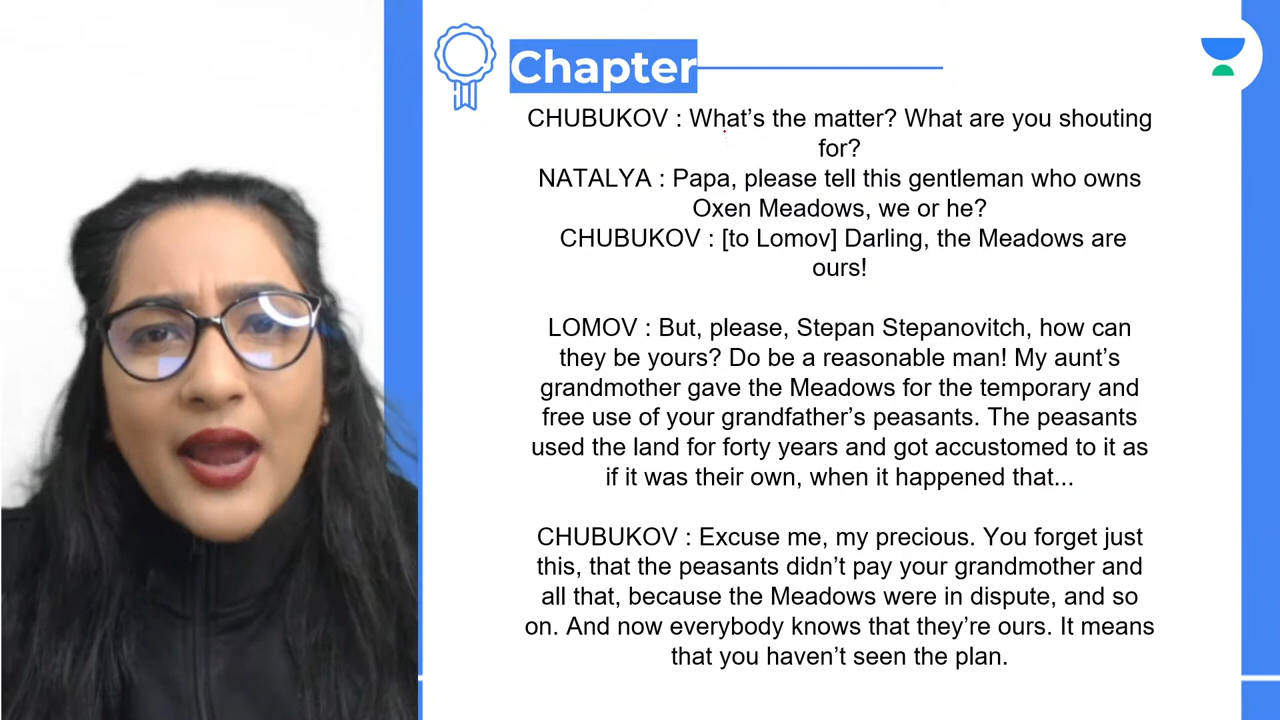 Chapter
CHUBUKOV : What’s the matter? What are you shouting
for?
NATALYA : Papa, please tell this gentleman who owns
Oxen Meadows, we or he?
CHUBUKOV : [to Lomov] Darling, the Meadows are
ours!
LOMOV : But, please, Stepan Stepanovitch, how can
they be yours? Do be a reasonable man! My aunt’s
grandmother gave the Meadows for the temporary and
free use of your grandfather’s peasants. The peasants
used the land for forty years and got accustomed to it as
if it was their own, when it happened that...
CHUBUKOV : Excuse me, my precious. You forget just
this, that the peasants didn’t pay your grandmother and
all that, because the Meadows were in dispute, and so
on. And now everybody knows that they’re ours. It means
that you haven’t seen the plan.